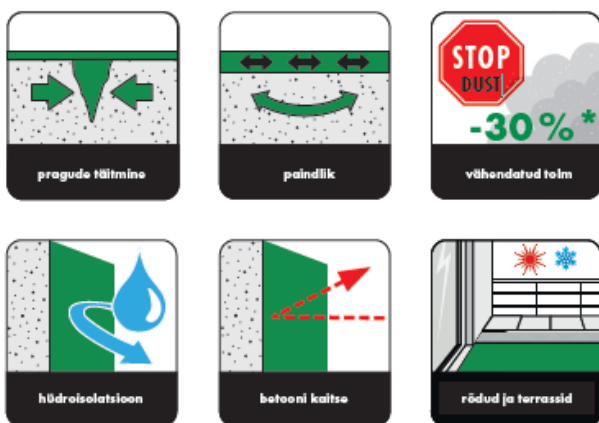 STOP
DUST
-30%*
pragude täitmine
paindlik
vähendatud tolm
hüdroisolatsioon
betooni kaitse
rõdud ja terrassid